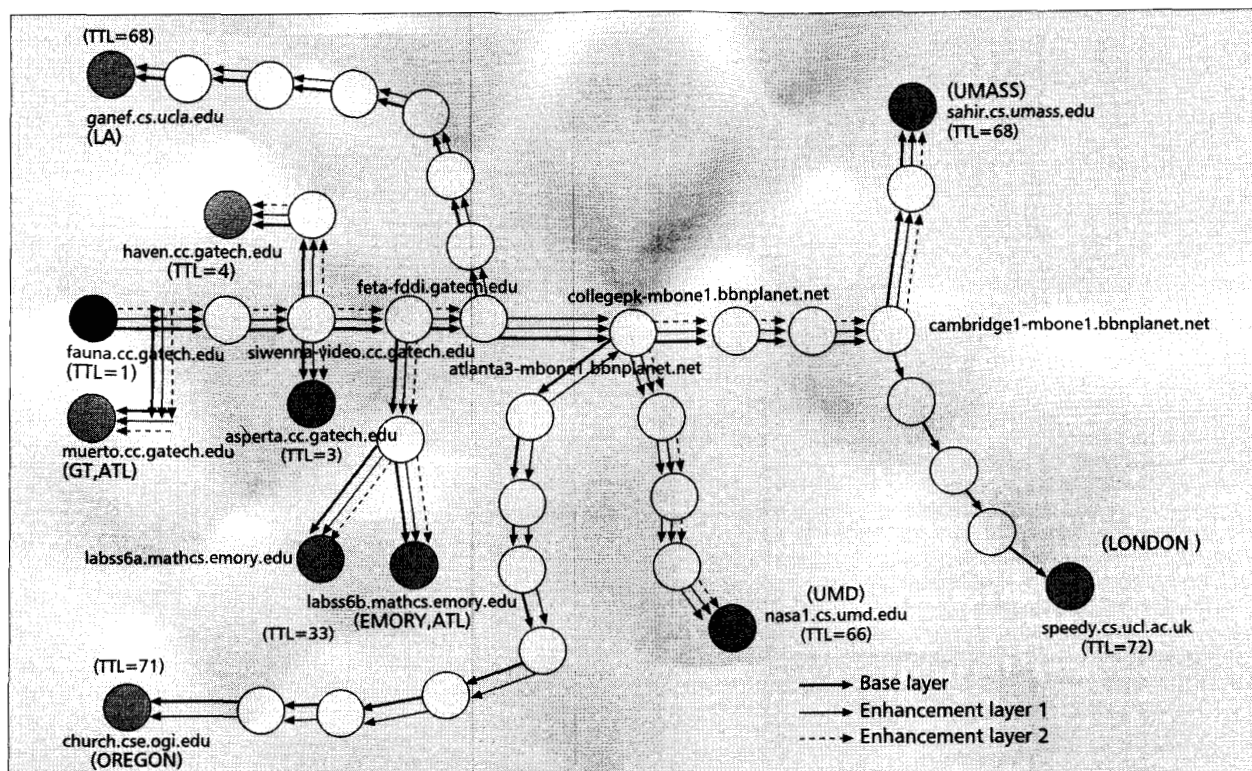 (TTL=68)
ganef.cs.ucla.edu
(LA)
(UMASS)
sahir.cs.umass.edu
(TTL=68)
haven.cc.gatech.edu
(TTL=4)
feta-fddi.gatech.edu
collegepk-mbone1.bbnplanet.net
cambridge1-mbone1.bbnplanet.net
fauna.cc.gatech.edu
(TTL=1)
siwenna-video.cc.gatech.edu
atlanta3-mbone1.bbnplanet.net
muerto.cc.gatech.edu
(GT,ATL)
asperta.cc.gatech.edu
(TTL=3)
labss6a.mathcs.emory.edu
labss6b.mathcs.emory.edu
(EMORY,ATL)
(TTL=33)
(UMD)
nasa1.cs.umd.edu
(TTL=66)
(LONDON )
speedy.cs.ucl.ac.uk
(TTL=72)
(TTL=71)
church.cse.ogi.edu
(OREGON)
Base layer
Enhancement layer 1
Enhancement layer 2